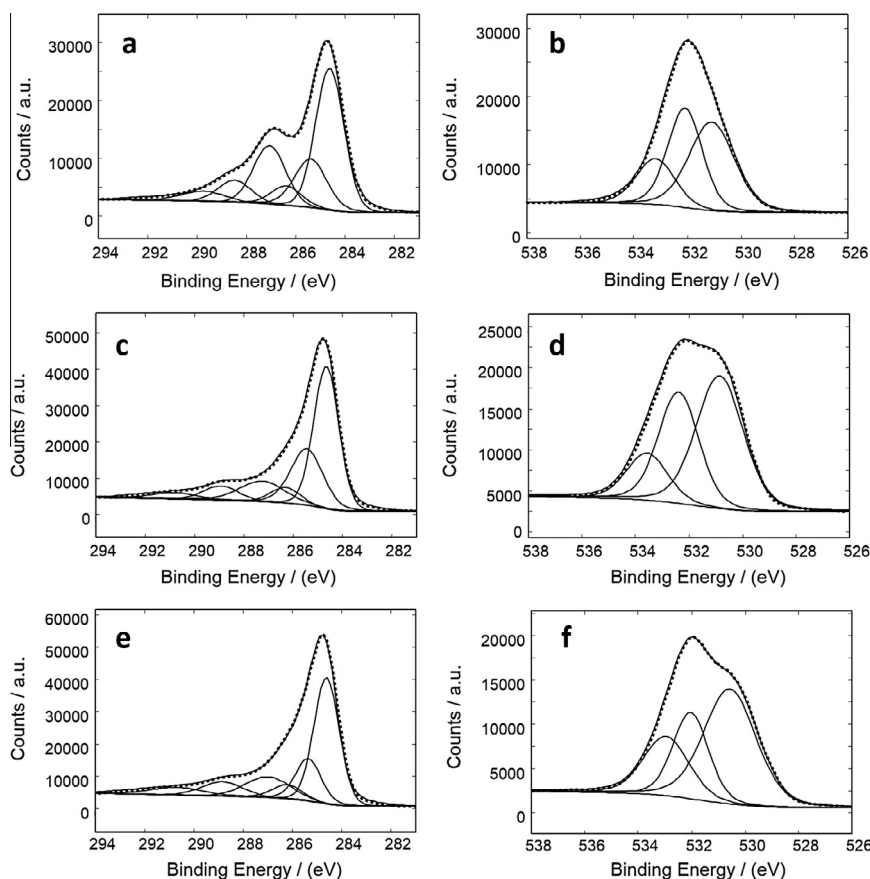 a
30000
20000
10000
0
Counts / a.u.
294 292 290 288 286 284 282
Binding Energy / (eV)
b
30000
20000
10000
0
Counts / a.u.
538 536 534 532 530 528 526
Binding Energy / (eV)
c
50000
40000
30000
20000
10000
0
Counts / a.u.
294 292 290 288 286 284 282
Binding Energy / (eV)
d
25000
20000
15000
10000
5000
0
Counts / a.u.
538 536 534 532 530 528 526
Binding Energy / (eV)
e
60000
50000
40000
30000
20000
10000
0
Counts / a.u.
294 292 290 288 286 284 282
Binding Energy / (eV)
f
20000
15000
10000
5000
0
Counts / a.u.
538 536 534 532 530 528 526
Binding Energy / (eV)